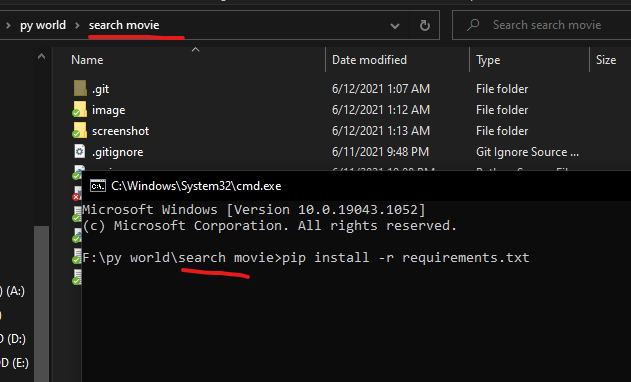 py world > search movie
Search search movie
Name Date modified Type Size
.git 6/12/2021 1:07 AM File folder
image 6/12/2021 1:12 AM File folder
screenshot 6/12/2021 1:13 AM File folder
.gitignore 6/11/2021 9:48 PM Git Ignore Source ...
C:\Windows\System32\cmd.exe
Microsoft Windows [Version 10.0.19043.1052]
(c) Microsoft Corporation. All rights reserved.
F:\py world\search movie>pip install -r requirements.txt
) (A:)
)
D (D:)
OD (E:)